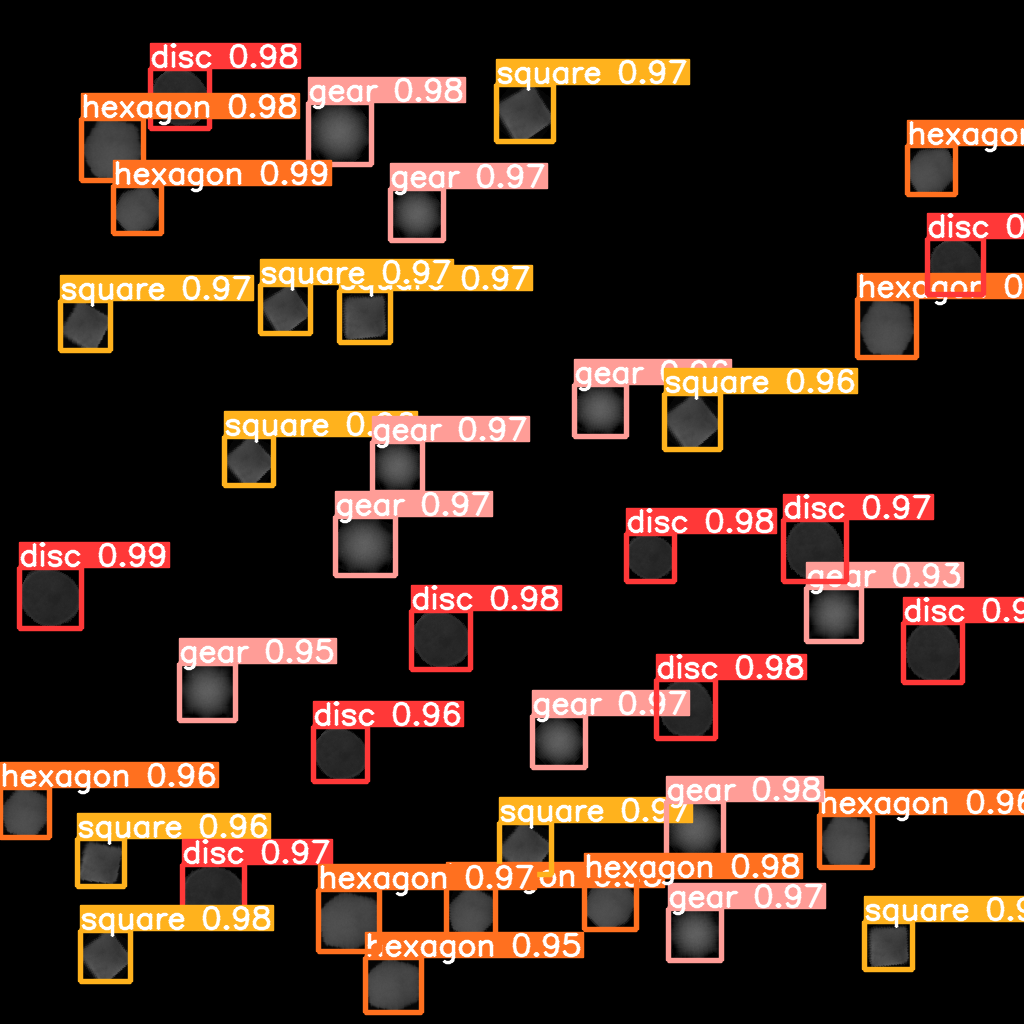 disc 0.98
square 0.97
gear 0.98
hexagon 0.98
hexagon
hexagon 0.99
gear 0.97
disc
square 0.97
square 0.97
0.97
hexagon
gear
square 0.96
square
gear 0.97
gear 0.97
disc 0.97
disc 0.98
disc 0.99
gear 0.93
disc 0.98
disc
gear 0.95
disc 0.98
gear 0.97
disc 0.96
hexagon 0.96
gear 0.98
hexagon 0.96
square 0.97
square 0.96
disc 0.97
hexagon 0.98
hexagon 0.97
gear 0.97
square 0.98
square
hexagon 0.95